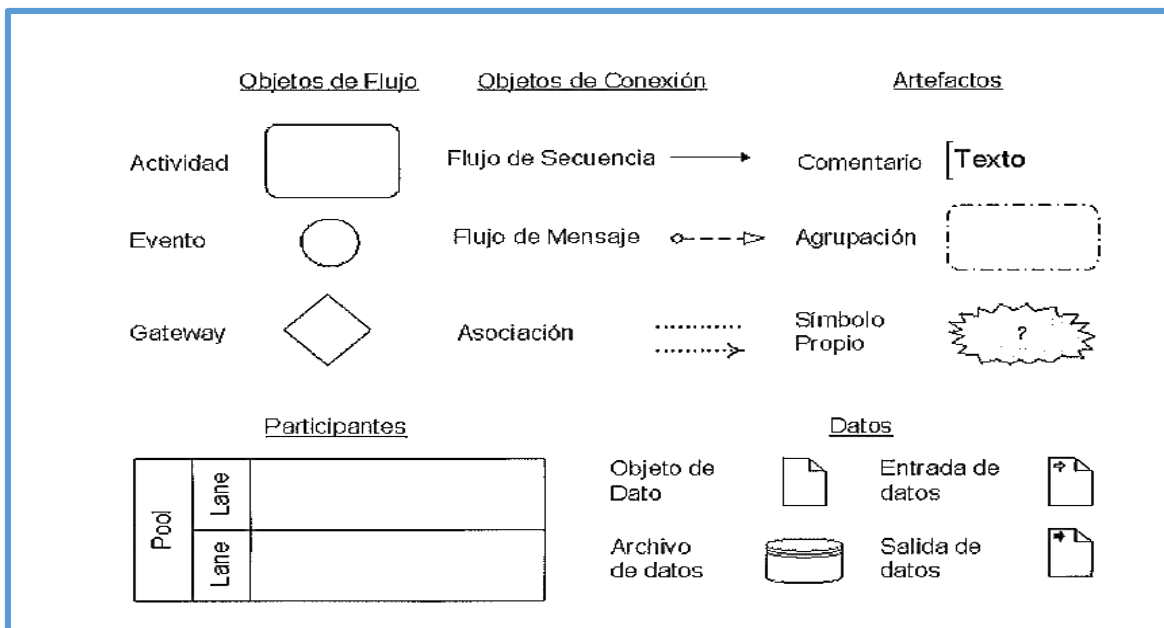 Objetos de Flujo
Objetos de Conexión
Artefactos
Actividad
Flujo de Secuencia
Comentario
[Texto
Evento
Flujo de Mensaje
Agrupación
Gateway
Asociación
Símbolo
Propio
?
Participantes
Datos
Pool
Lane
Lane
Objeto de
Dato
Entrada de
datos
Archivo
de datos
Salida de
datos